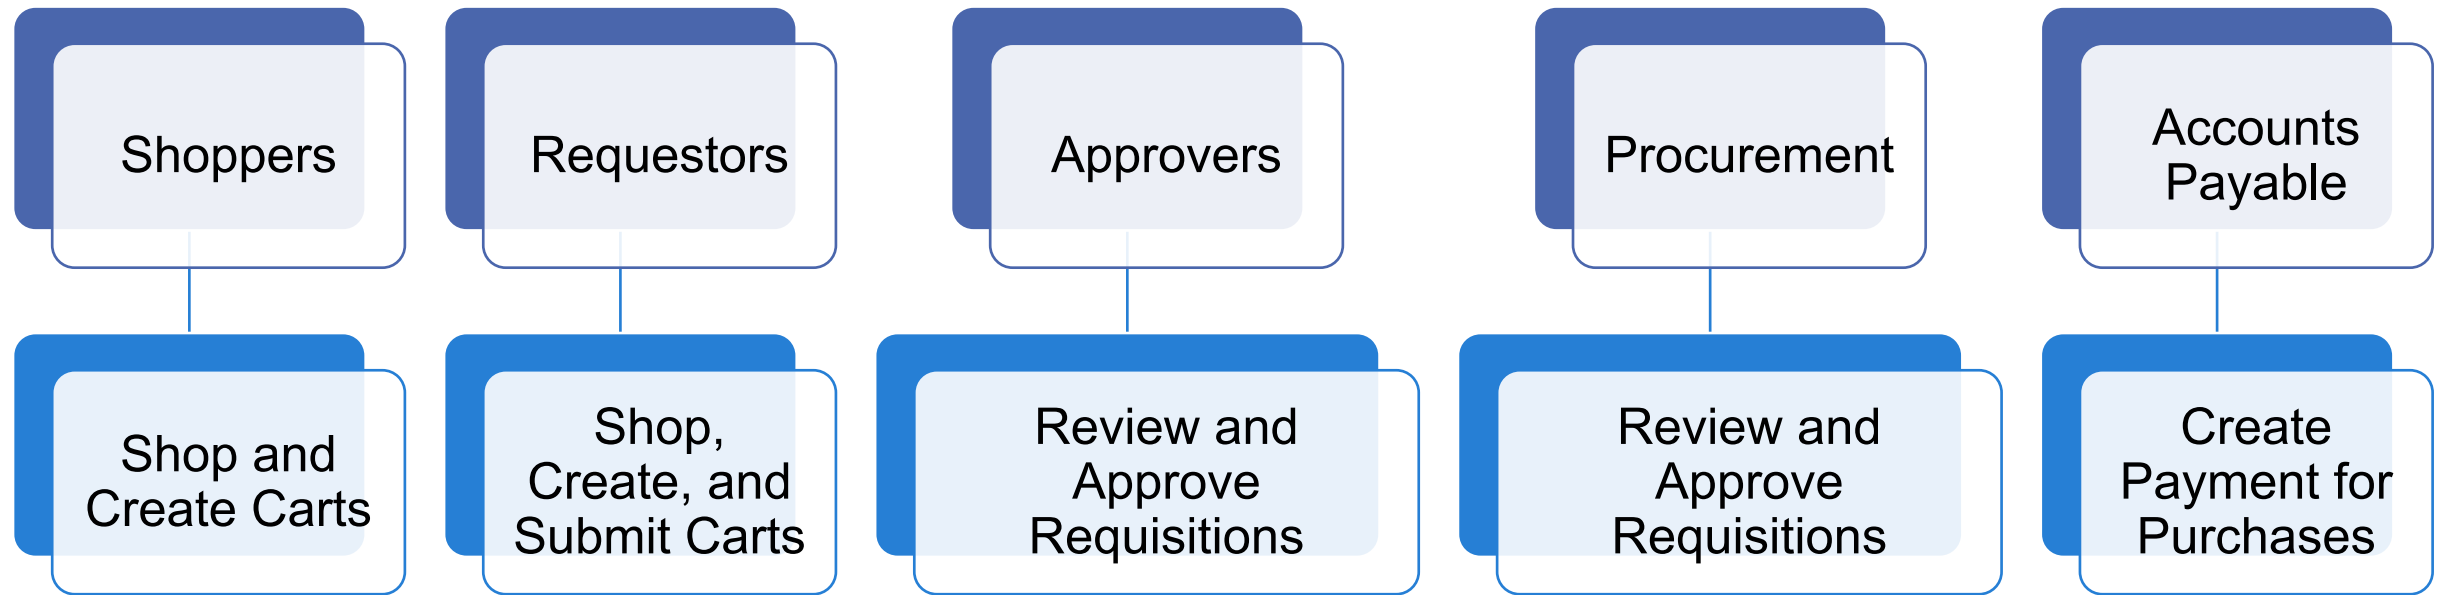 Shoppers
Requestors
Approvers
Procurement
Accounts
Payable
Shop and
Create Carts
Shop,
Create, and
Submit Carts
Review and
Approve
Requisitions
Review and
Approve
Requisitions
Create
Payment for
Purchases